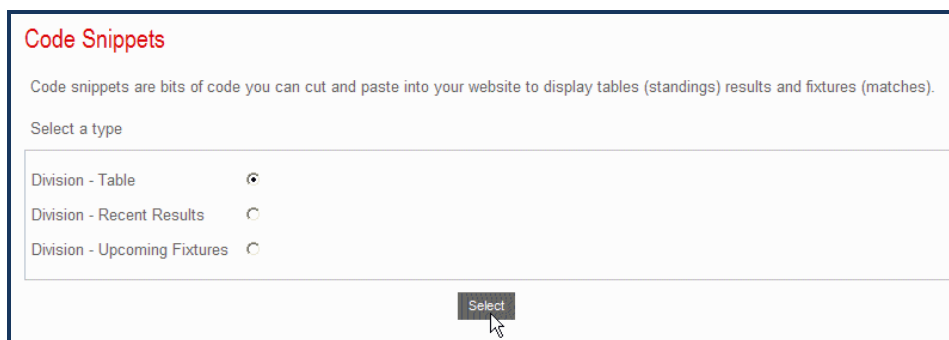 Code Snippets
Code snippets are bits of code you can cut and paste into your website to display tables (standings) results and fixtures (matches).
Select a type
Division - Table
Division - Recent Results
Division - Upcoming Fixtures
Select